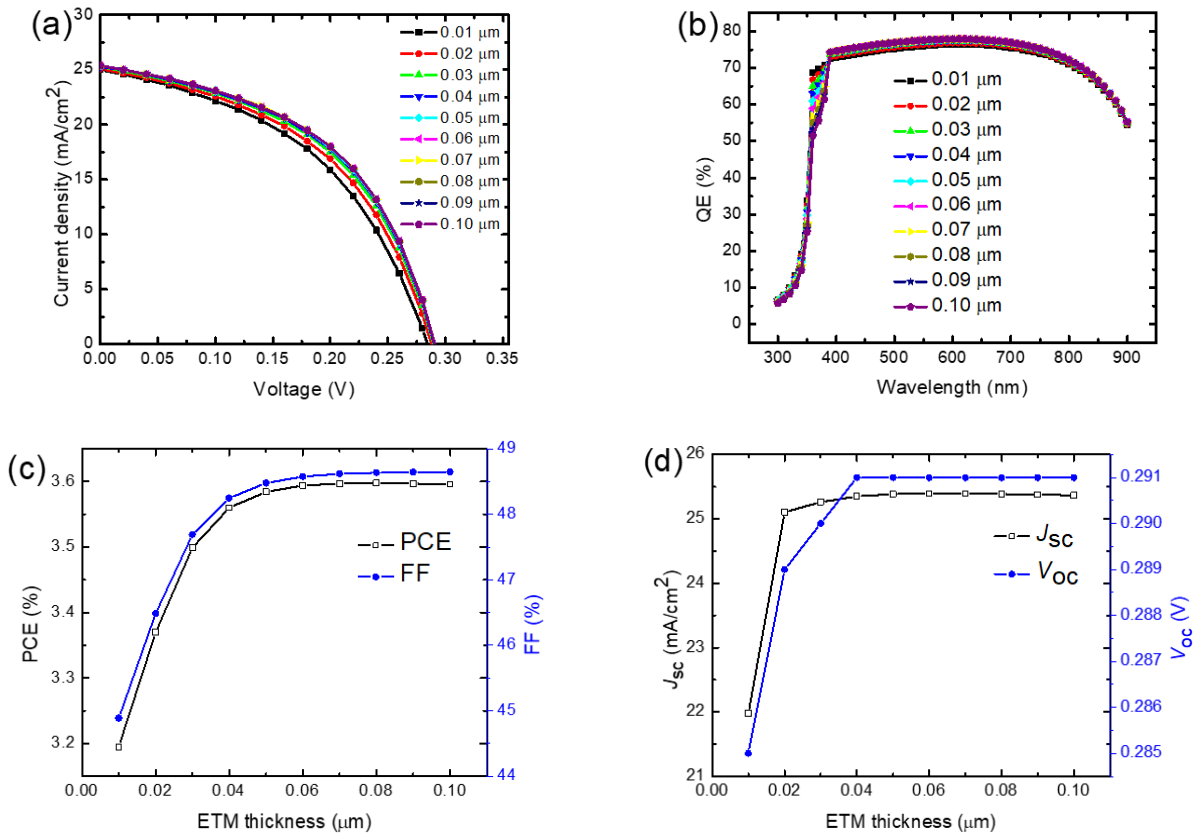 (a)
30
25
20
15
10
5
0
Current density (mA/cm²)
0.00 0.05 0.10 0.15 0.20 0.25 0.30 0.35
Voltage (V)
0.01 μm
0.02 μm
0.03 μm
0.04 μm
0.05 μm
0.06 μm
0.07 μm
0.08 μm
0.09 μm
0.10 μm
(b)
80
70
60
50
40
30
20
10
0
QE (%)
300 400 500 600 700 800 900
Wavelength (nm)
0.01 μm
0.02 μm
0.03 μm
0.04 μm
0.05 μm
0.06 μm
0.07 μm
0.08 μm
0.09 μm
0.10 μm
(c)
3.6
3.5
3.4
3.3
3.2
PCE (%)
PCE
FF
49
48
47
46
45
44
FF (%)
0.00 0.02 0.04 0.06 0.08 0.10
ETM thickness (μm)
(d)
26
25
24
23
22
21
Jsc (mA/cm²)
Jsc
Voc
0.291
0.290
0.289
0.288
0.287
0.286
0.285
Voc (V)
0.00 0.02 0.04 0.06 0.08 0.10
ETM thickness (μm)